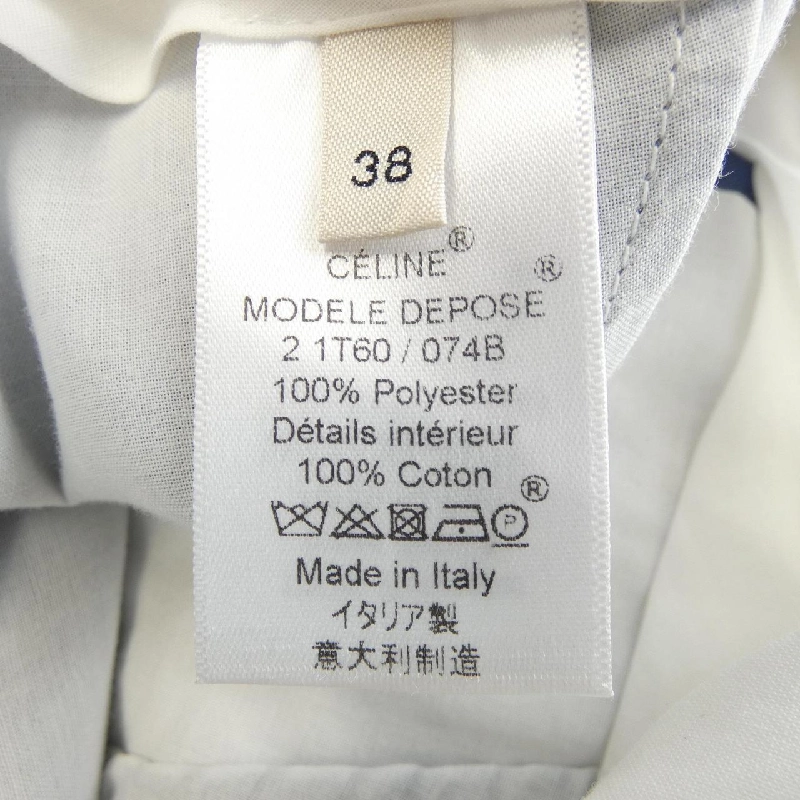 38
CÉLINE®
MODELE DEPOSE®
2 1T60 / 074B
100% Polyester
Détails intérieur
100% Coton ®
P
Made in Italy
イタリア製
意大利制造